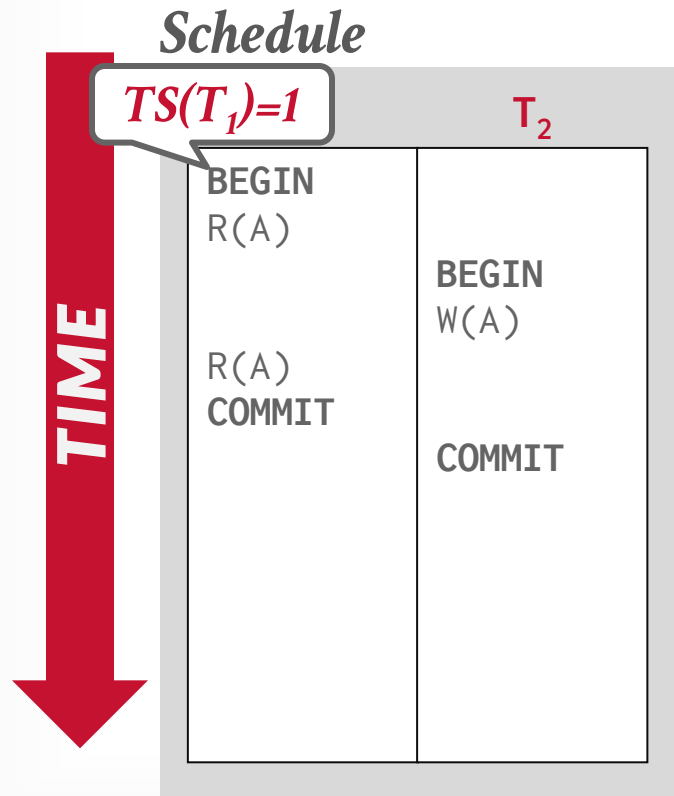 Schedule
TS(T₁)=1
T₂
BEGIN
R(A)
BEGIN
W(A)
R(A)
COMMIT
COMMIT
TIME